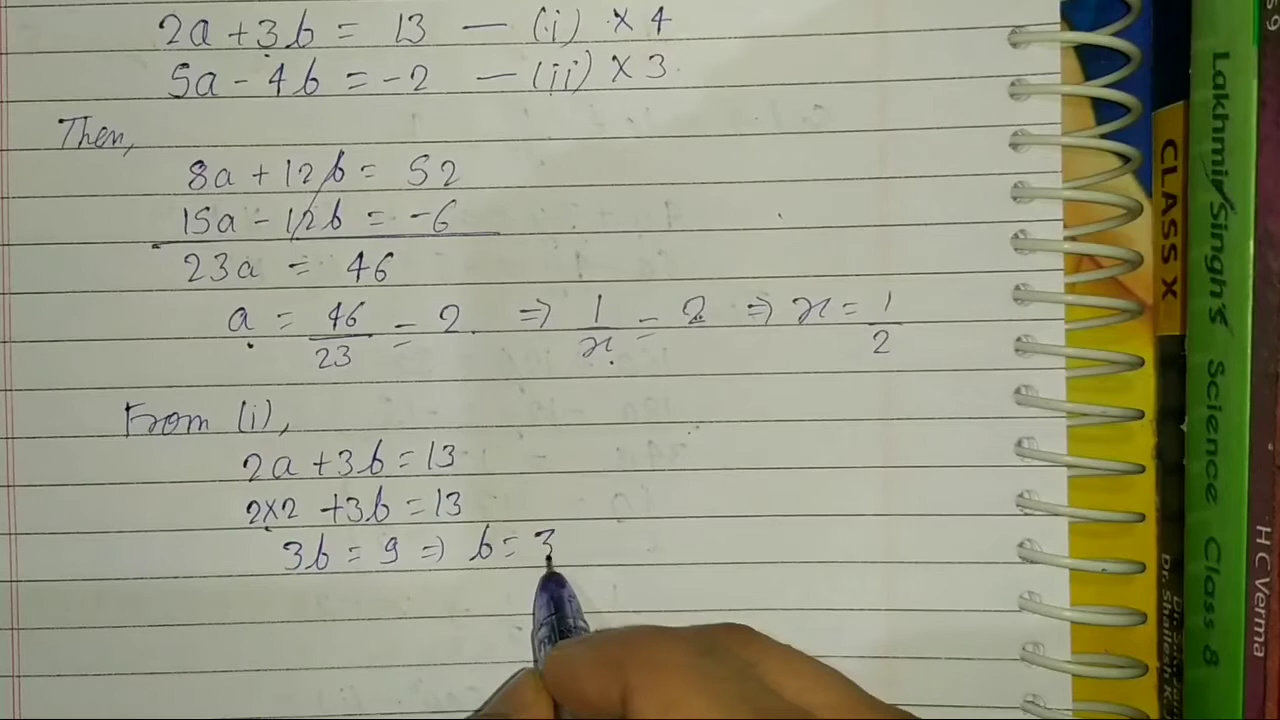 2a + 3b = 13 — (i) × 4
5a - 4b = -2 — (ii) × 3
Then,
8a + 12b = 52
15a - 12b = -6
23a = 46
a = 46/23 = 2 ⇒ 1/x = 2 ⇒ x = 1/2
From (i),
2a + 3b = 13
2×2 + 3b = 13
3b = 9 ⇒ b = 3
CLASS X
Lakhmir Singh's Science Class 8
H C Verma